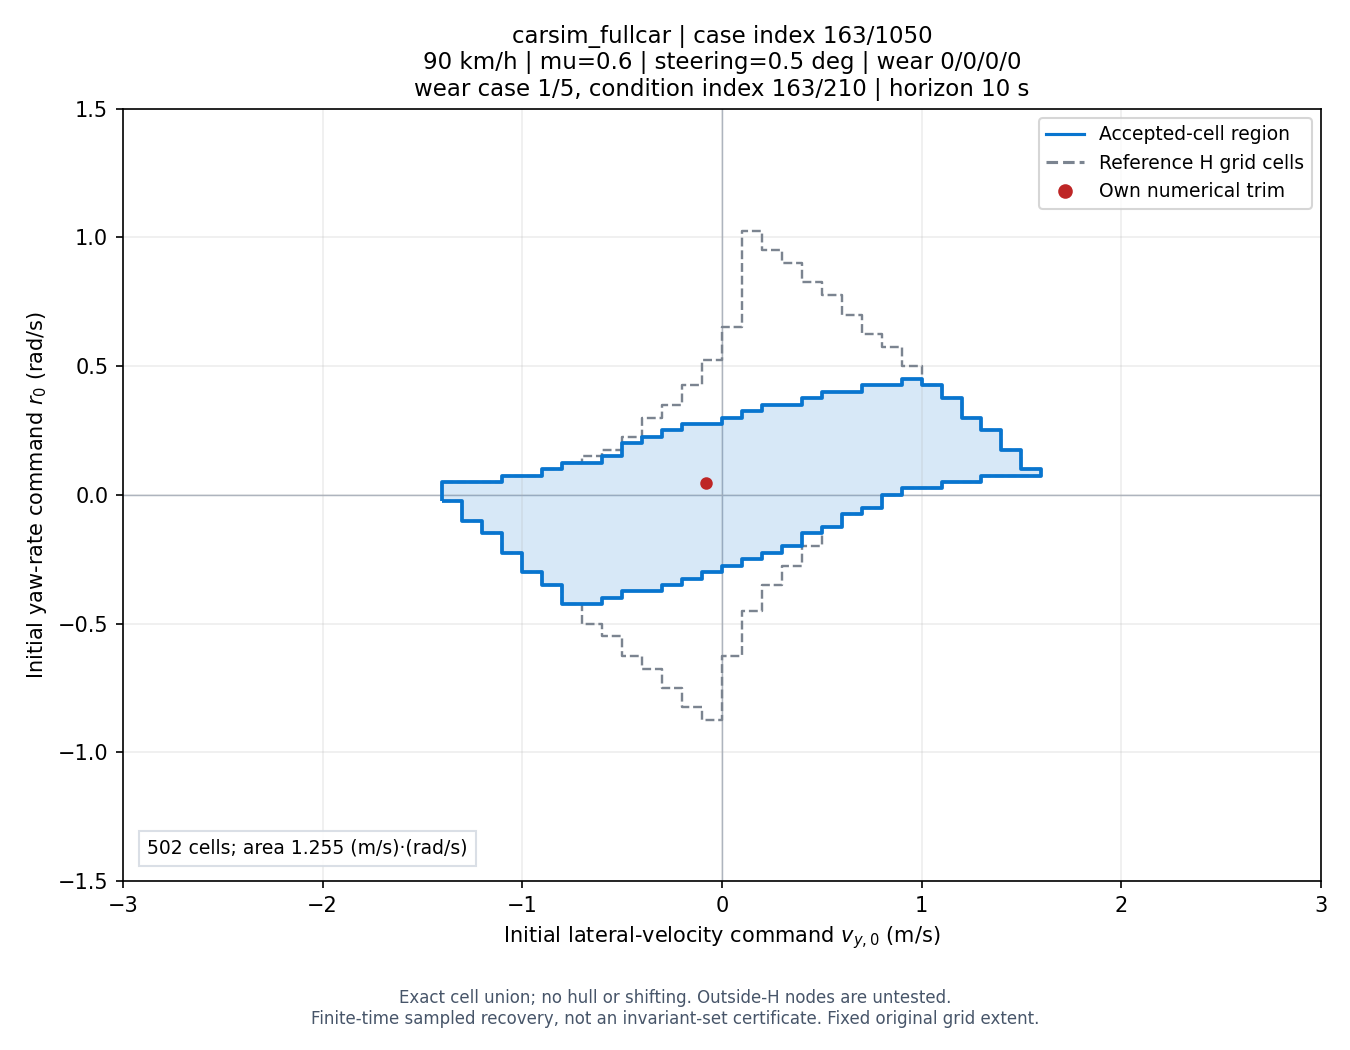 carsim_fullcar | case index 163/1050
90 km/h | mu=0.6 | steering=0.5 deg | wear 0/0/0/0
wear case 1/5, condition index 163/210 | horizon 10 s
Accepted-cell region
Reference H grid cells
Own numerical trim
1.5
1.0
0.5
0.0
−0.5
−1.0
−1.5
Initial yaw-rate command r0 (rad/s)
502 cells; area 1.255 (m/s)·(rad/s)
−3 −2 −1 0 1 2 3
Initial lateral-velocity command vy,0 (m/s)
Exact cell union; no hull or shifting. Outside-H nodes are untested.
Finite-time sampled recovery, not an invariant-set certificate. Fixed original grid extent.